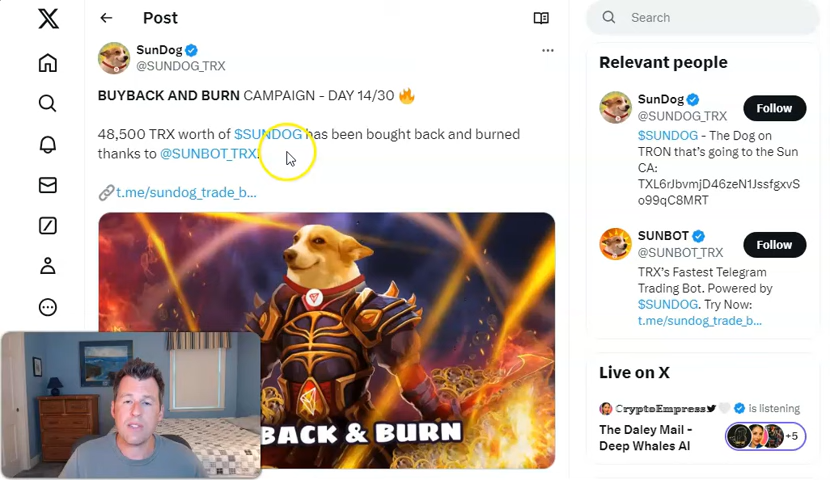 Post
SunDog
@SUNDOG_TRX
BUYBACK AND BURN CAMPAIGN - DAY 14/30 🔥
48,500 TRX worth of $SUNDOG has been bought back and burned
thanks to @SUNBOT_TRX.
🔗t.me/sundog_trade_b...
BACK & BURN
Search
Relevant people
SunDog
@SUNDOG_TRX
Follow
$SUNDOG - The Dog on
TRON that's going to the Sun
CA:
TXL6rJbvmjD46zeN1JssfgxvS
o99qC8MRT
SUNBOT
@SUNBOT_TRX
Follow
TRX's Fastest Telegram
Trading Bot. Powered by
$SUNDOG. Try Now:
t.me/sundog_trade_b...
Live on X
CryptoEmpress is listening
The Daley Mail -
Deep Whales AI
+5